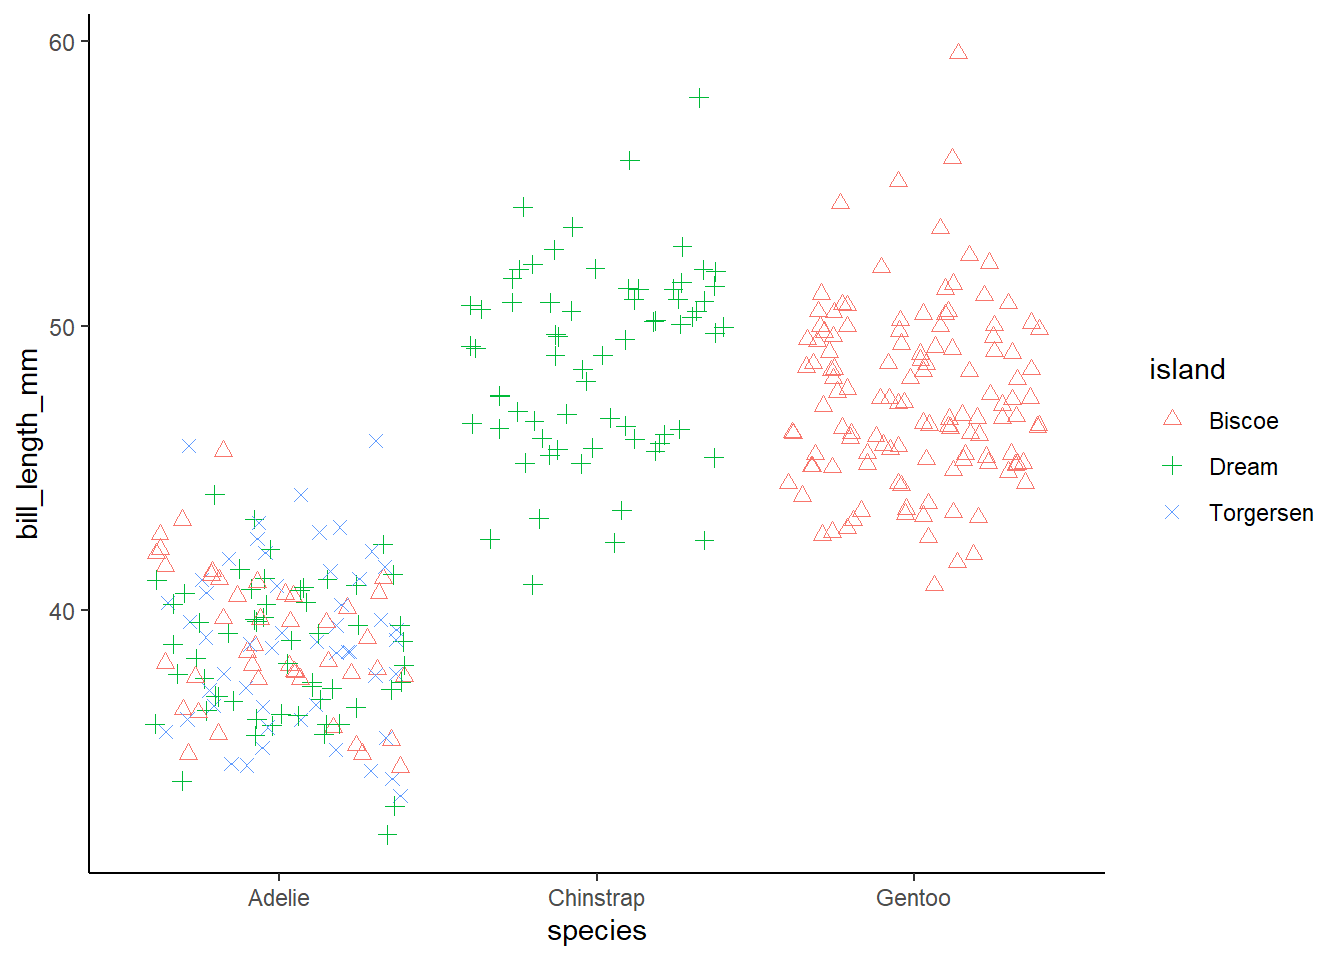 60
50
40
bill_length_mm
Adelie
Chinstrap
Gentoo
species
island
Biscoe
Dream
Torgersen